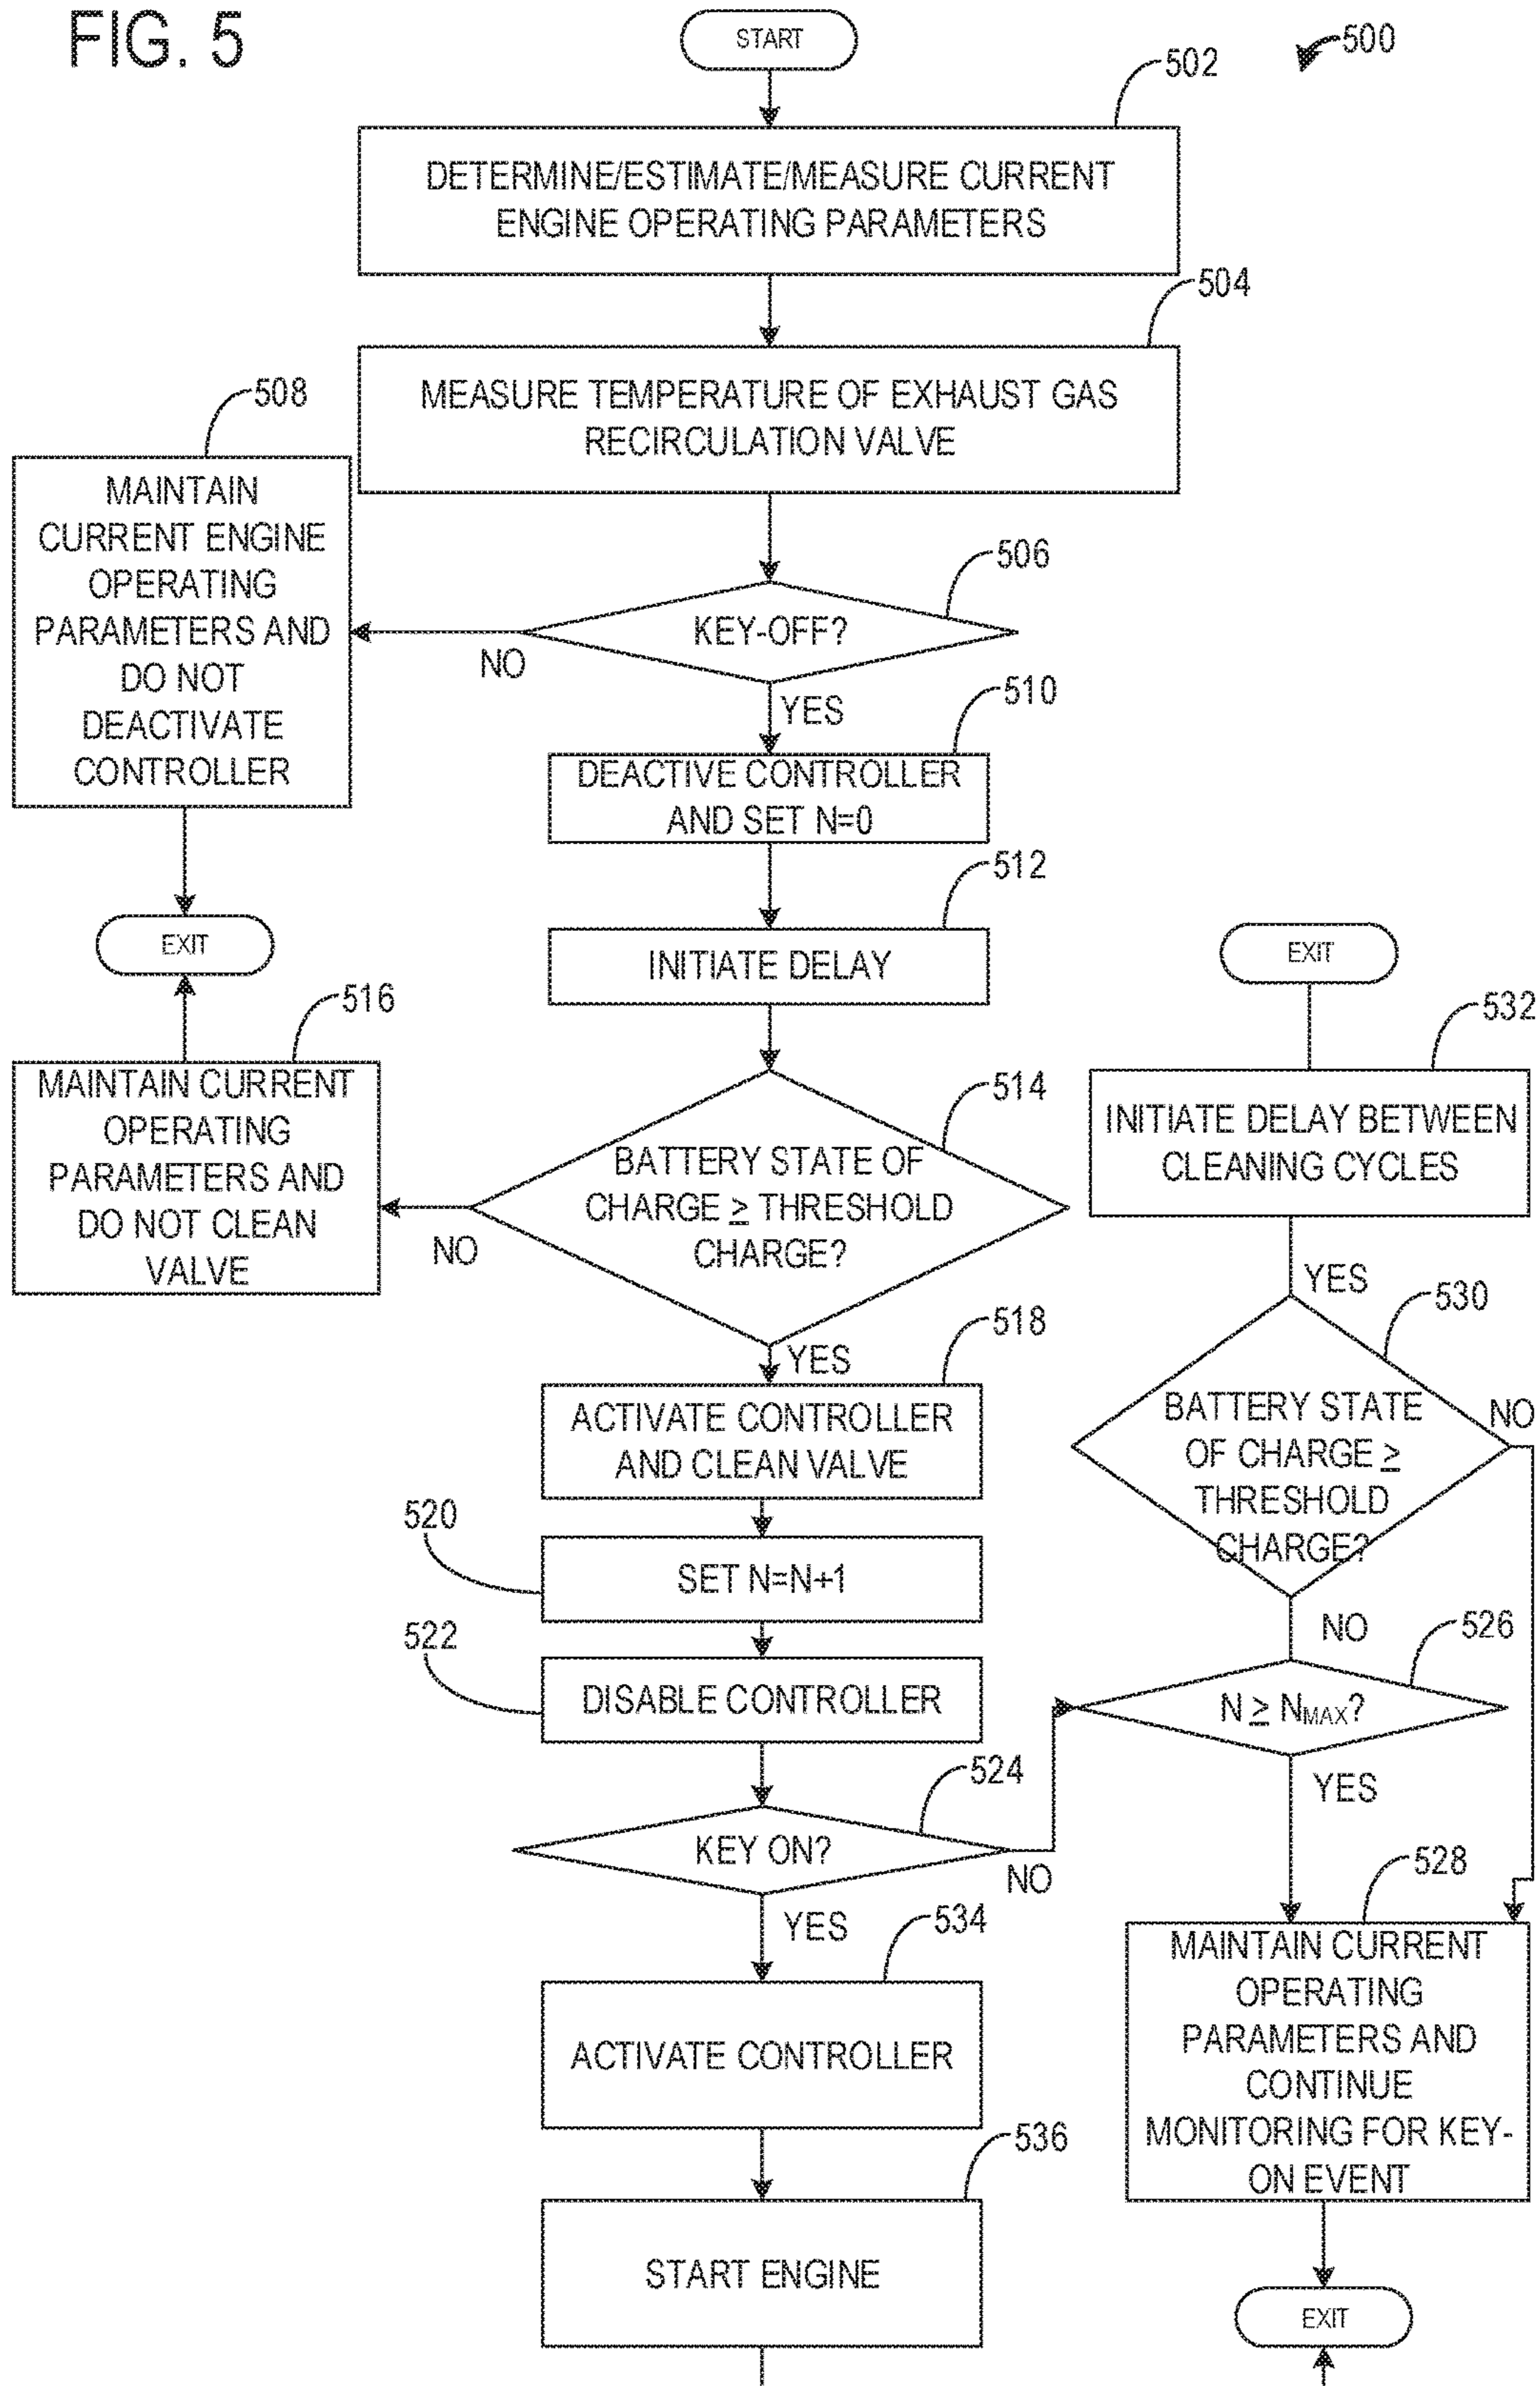 FIG. 5
START
500
502
DETERMINE/ESTIMATE/MEASURE CURRENT
ENGINE OPERATING PARAMETERS
504
MEASURE TEMPERATURE OF EXHAUST GAS
RECIRCULATION VALVE
508
MAINTAIN
CURRENT ENGINE
OPERATING
PARAMETERS AND
DO NOT
DEACTIVATE
CONTROLLER
506
KEY-OFF?
NO
YES
510
DEACTIVE CONTROLLER
AND SET N=0
512
INITIATE DELAY
EXIT
516
MAINTAIN CURRENT
OPERATING
PARAMETERS AND
DO NOT CLEAN
VALVE
514
BATTERY STATE OF
CHARGE ≥ THRESHOLD
CHARGE?
NO
YES
518
ACTIVATE CONTROLLER
AND CLEAN VALVE
520
SET N=N+1
522
DISABLE CONTROLLER
524
KEY ON?
NO
YES
534
ACTIVATE CONTROLLER
536
START ENGINE
EXIT
532
INITIATE DELAY BETWEEN
CLEANING CYCLES
YES
530
BATTERY STATE
OF CHARGE ≥
THRESHOLD
CHARGE?
NO
NO
526
N ≥ NMAX?
YES
528
MAINTAIN CURRENT
OPERATING
PARAMETERS AND
CONTINUE
MONITORING FOR KEY-
ON EVENT
EXIT